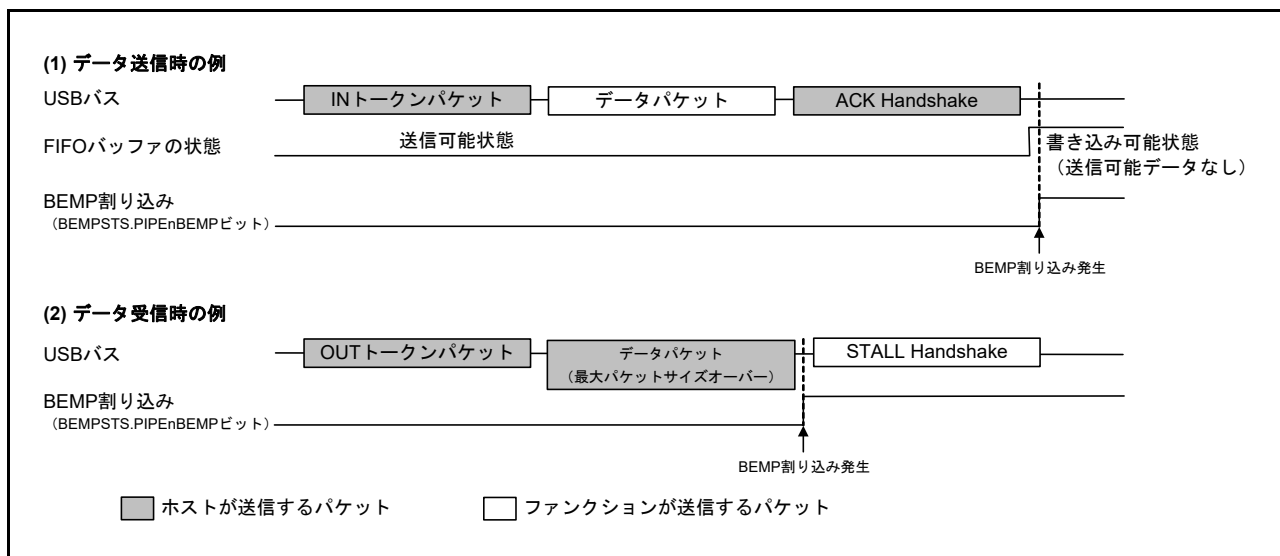 (1) データ送信時の例
USBバス
INトークンパケット
データパケット
ACK Handshake
FIFOバッファの状態
送信可能状態
書き込み可能状態
（送信可能データなし）
BEMP割り込み
（BEMPSTS.PIPEnBEMPビット）
BEMP割り込み発生
(2) データ受信時の例
USBバス
OUTトークンパケット
データパケット
（最大パケットサイズオーバー）
STALL Handshake
BEMP割り込み
（BEMPSTS.PIPEnBEMPビット）
BEMP割り込み発生
ホストが送信するパケット
ファンクションが送信するパケット